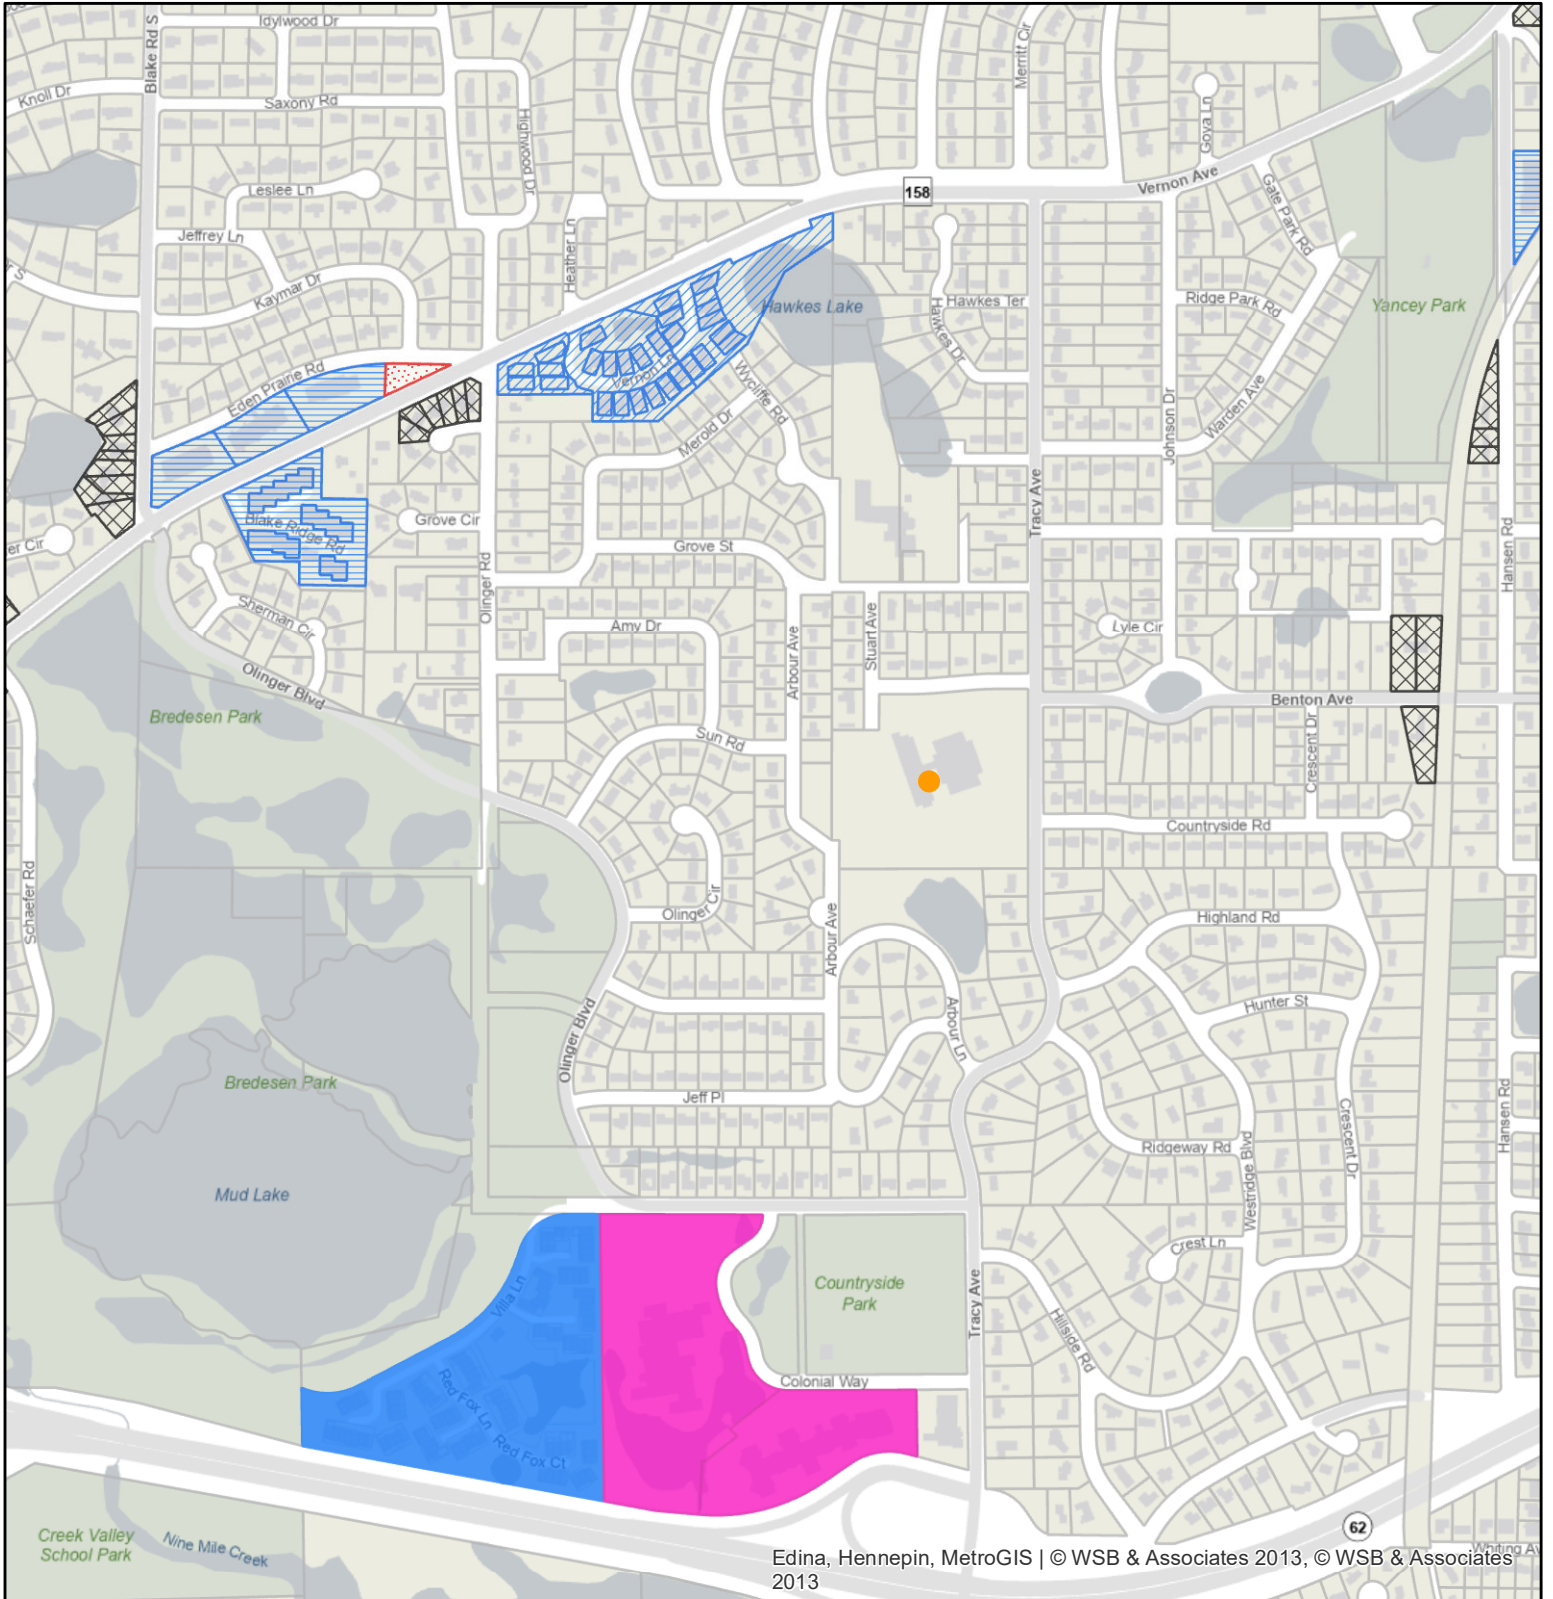 Idylwood Dr
Blake Rd S
Knoll Dr
Saxony Rd
Highwood Dr
Merritt Cir
Goya Ln
Leslee Ln
158
Vernon Ave
Gate Park Rd
Jeffrey Ln
Heather Ln
Kaymar Dr
Hawkes Lake
Hawkes Ter
Hawkes Dr
Ridge Park Rd
Yancey Park
Eden Prairie Rd
Vernon Ln
Wycliffe Rd
Merold Dr
Johnson Dr
Warden Ave
Tracy Ave
Grove Cir
Blake Ridge Rd
er Cir
Grove St
Olinger Rd
Hansen Rd
Sherman Cir
Amy Dr
Arbour Ave
Stuart Ave
Lyle Cir
Olinger Blvd
Benton Ave
Bredesen Park
Sun Rd
Crescent Dr
Countryside Rd
Schaefer Rd
Olinger Cir
Arbour Ave
Highland Rd
Hunter St
Olinger Blvd
Arbour Ln
Bredesen Park
Jeff Pl
Hansen Rd
Crescent Dr
Ridgeway Rd
Westridge Blvd
Mud Lake
Crest Ln
Villa Ln
Countryside
Park
Tracy Ave
Hillside Rd
Colonial Way
Red Fox Ln
Red Fox Ct
62
Creek Valley
School Park
Nine Mile Creek
Whiting Av
Edina, Hennepin, MetroGIS | © WSB & Associates 2013, © WSB & Associates
2013